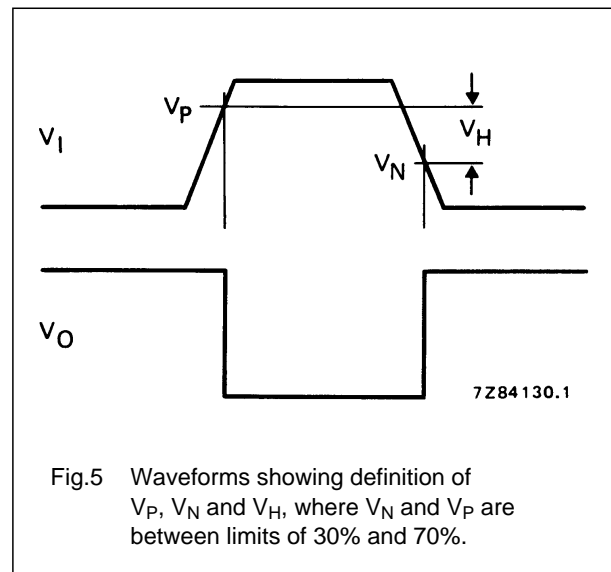 V_P
V_H
V_I
V_N
V_O
7Z84130.1
Fig.5 Waveforms showing definition of
V_P, V_N and V_H, where V_N and V_P are
between limits of 30% and 70%.